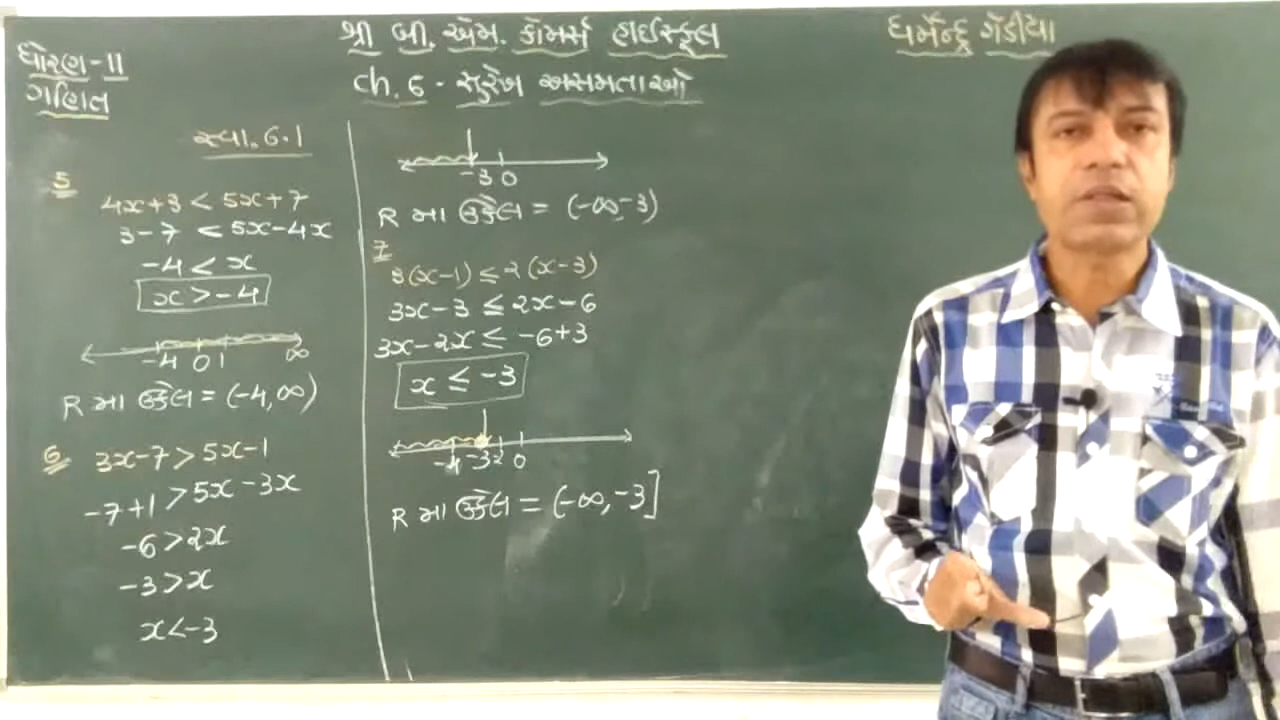 શ્રી બી. એમ. કોમર્સ હાઈસ્કૂલ
ધર્મેન્દ્ર ગેડીયા
ધોરણ-11
ગણિત
Ch. 6 - સુરેખ અસમતાઓ
સ્વા. 6.1
5
4x+3 < 5x+7
3-7 < 5x-4x
-4 < x
x > -4
-4 0 1 ∞
R માં ઉકેલ = (-4, ∞)
6
3x-7 > 5x-1
-7+1 > 5x-3x
-6 > 2x
-3 > x
x < -3
-3 0
R માં ઉકેલ = (-∞, -3)
7
3(x-1) ≤ 2(x-3)
3x-3 ≤ 2x-6
3x-2x ≤ -6+3
x ≤ -3
-4 -3 -2 0
R માં ઉકેલ = (-∞, -3]